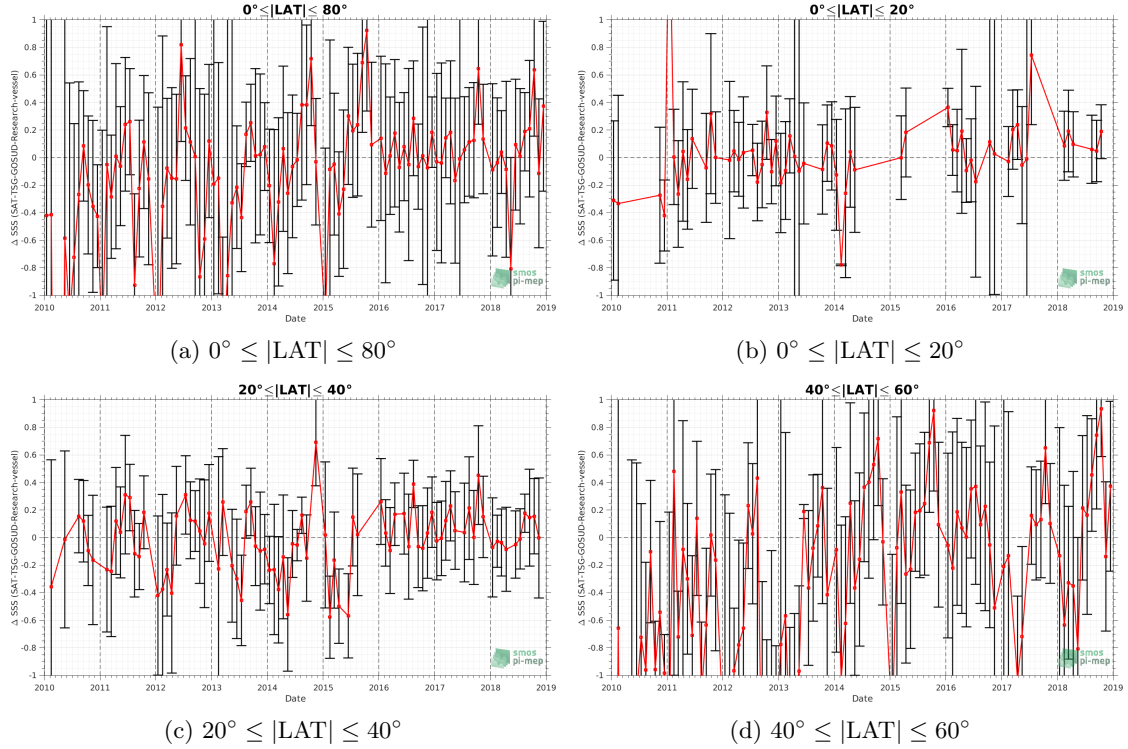 0°≤|LAT|≤ 80°
Δ SSS (SAT-TSG-GOSUD-Research-vessel)
1
0.8
0.6
0.4
0.2
0
-0.2
-0.4
-0.6
-0.8
-1
2010 2011 2012 2013 2014 2015 2016 2017 2018 2019
Date
smos
pi-mep
(a) 0° ≤ |LAT| ≤ 80°
0°≤|LAT|≤ 20°
Δ SSS (SAT-TSG-GOSUD-Research-vessel)
1
0.8
0.6
0.4
0.2
0
-0.2
-0.4
-0.6
-0.8
-1
2010 2011 2012 2013 2014 2015 2016 2017 2018 2019
Date
smos
pi-mep
(b) 0° ≤ |LAT| ≤ 20°
20°≤|LAT|≤ 40°
Δ SSS (SAT-TSG-GOSUD-Research-vessel)
1
0.8
0.6
0.4
0.2
0
-0.2
-0.4
-0.6
-0.8
-1
2010 2011 2012 2013 2014 2015 2016 2017 2018 2019
Date
smos
pi-mep
(c) 20° ≤ |LAT| ≤ 40°
40°≤|LAT|≤ 60°
Δ SSS (SAT-TSG-GOSUD-Research-vessel)
1
0.8
0.6
0.4
0.2
0
-0.2
-0.4
-0.6
-0.8
-1
2010 2011 2012 2013 2014 2015 2016 2017 2018 2019
Date
smos
pi-mep
(d) 40° ≤ |LAT| ≤ 60°